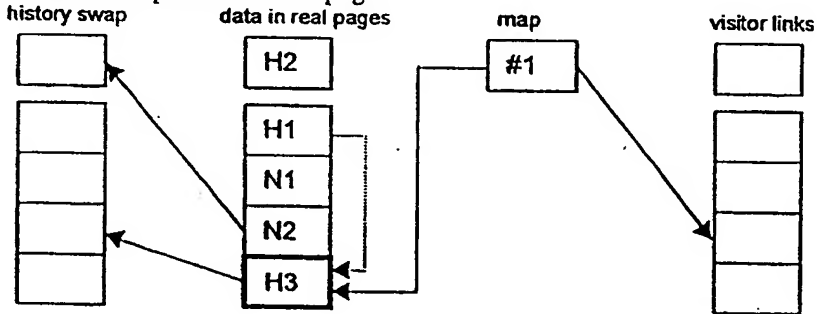 history swap
data in real pages
map
visitor links
H2
#1
H1
N1
N2
H3